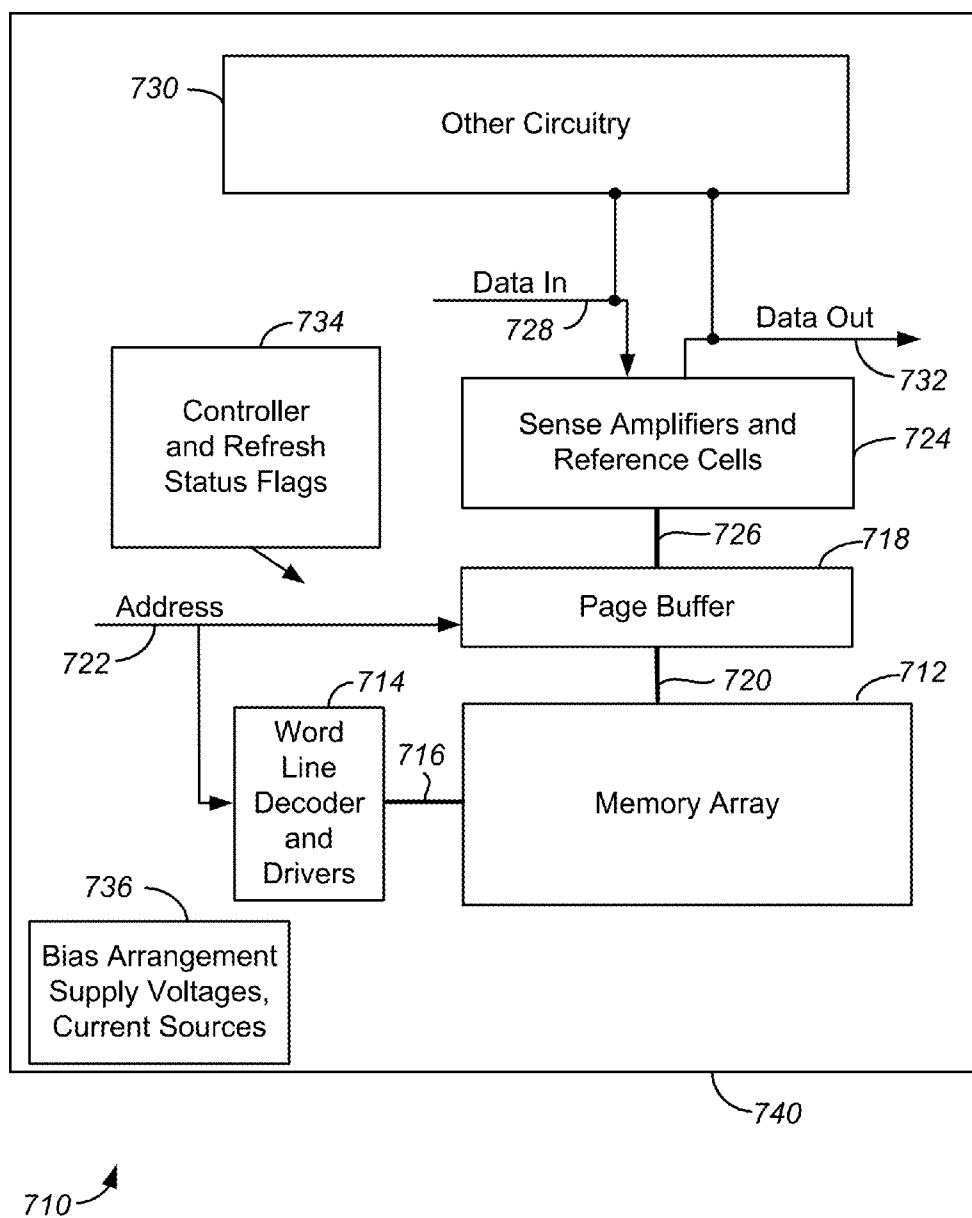 730
Other Circuitry
Data In
728
734
Data Out
732
Controller
and Refresh
Status Flags
Sense Amplifiers and
Reference Cells
724
726
718
Address
722
Page Buffer
714
720
712
Word
Line
Decoder
and
Drivers
716
Memory Array
736
Bias Arrangement
Supply Voltages,
Current Sources
740
710